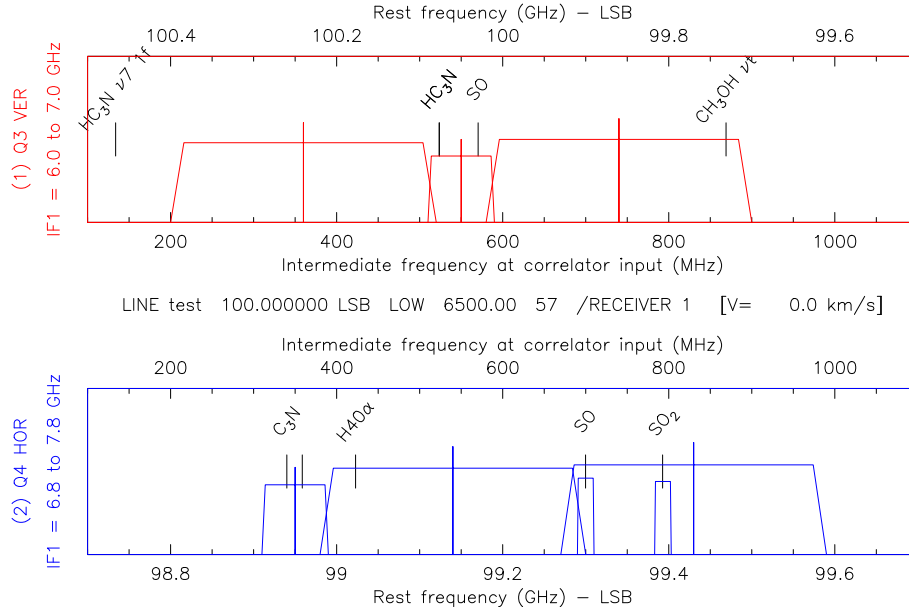 Rest frequency (GHz) – LSB
100.4 100.2 100 99.8 99.6
HC₃N ν7 1f HC₃N SO CH₃OH νt
(1) Q3 VER
IF1 = 6.0 to 7.0 GHz
200 400 600 800 1000
Intermediate frequency at correlator input (MHz)
LINE test 100.000000 LSB LOW 6500.00 57 /RECEIVER 1 [V= 0.0 km/s]
Intermediate frequency at correlator input (MHz)
200 400 600 800 1000
C₃N H40α SO SO₂
(2) Q4 HOR
IF1 = 6.8 to 7.8 GHz
98.8 99 99.2 99.4 99.6
Rest frequency (GHz) – LSB